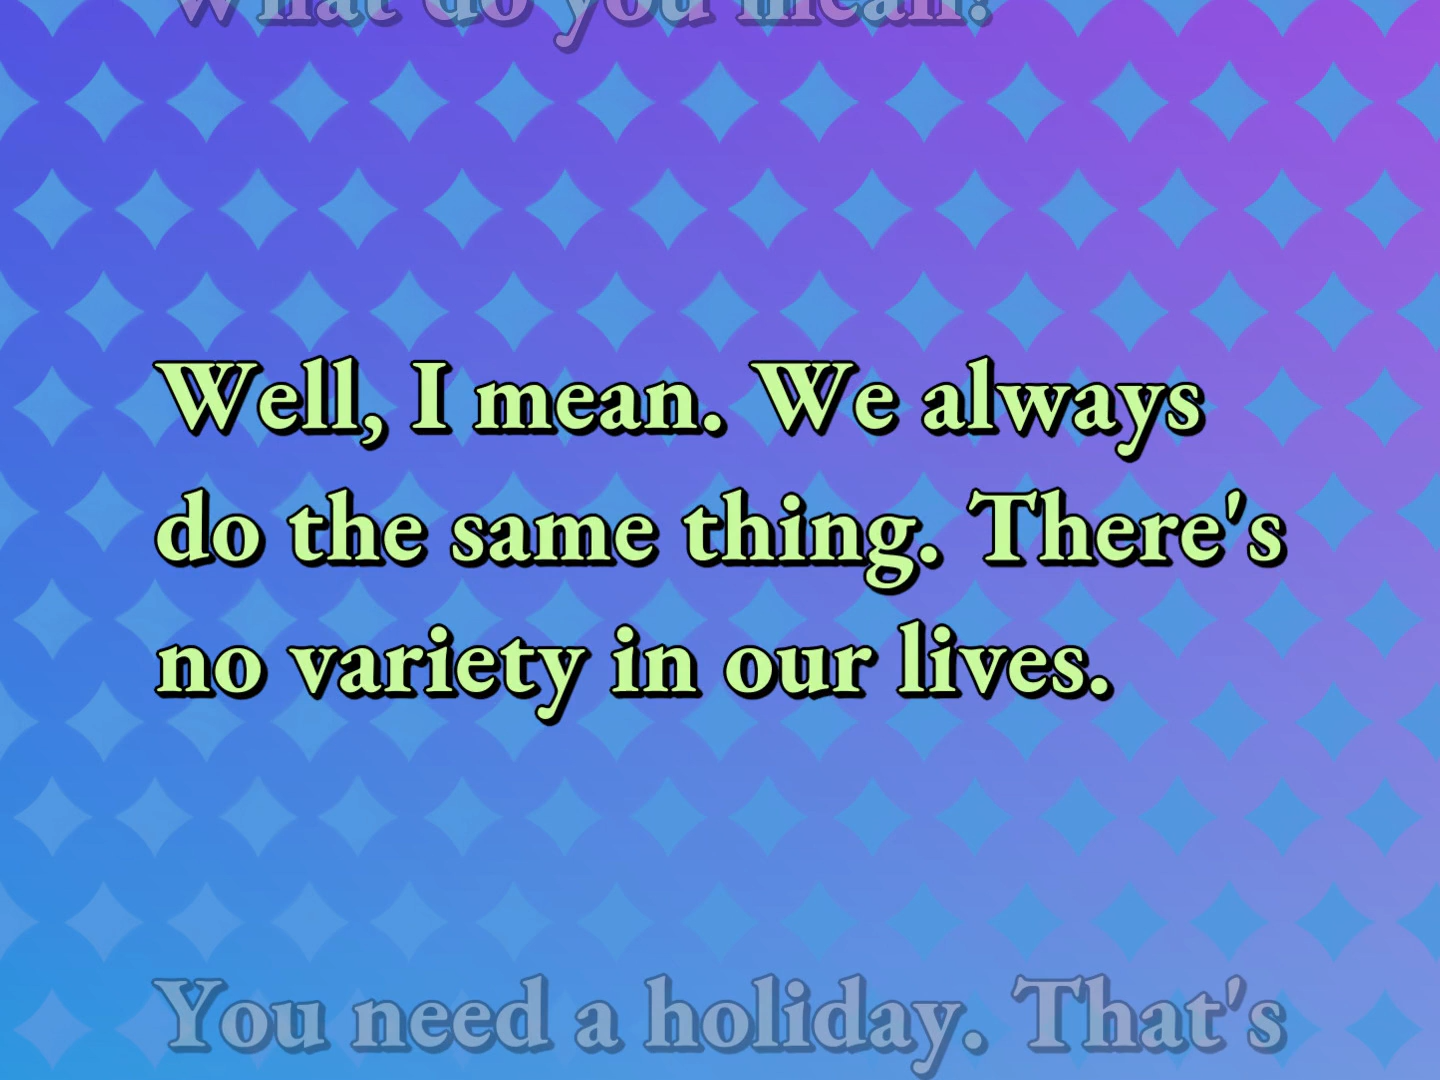 What do you mean?
Well, I mean. We always
do the same thing. There's
no variety in our lives.
You need a holiday. That's